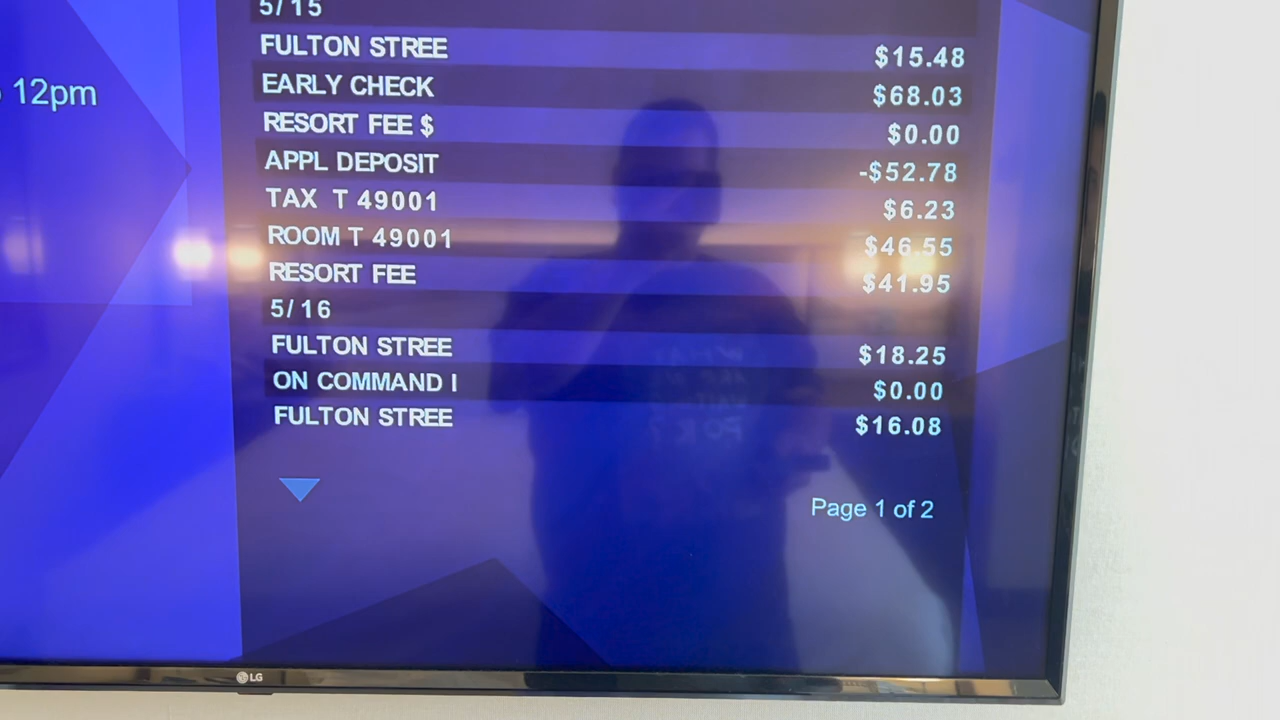 5/15
12pm
FULTON STREE $15.48
EARLY CHECK $68.03
RESORT FEE $ $0.00
APPL DEPOSIT -$52.78
TAX T 49001 $6.23
ROOM T 49001 $46.55
RESORT FEE $41.95
5/16
FULTON STREE $18.25
ON COMMAND I $0.00
FULTON STREE $16.08
Page 1 of 2
LG